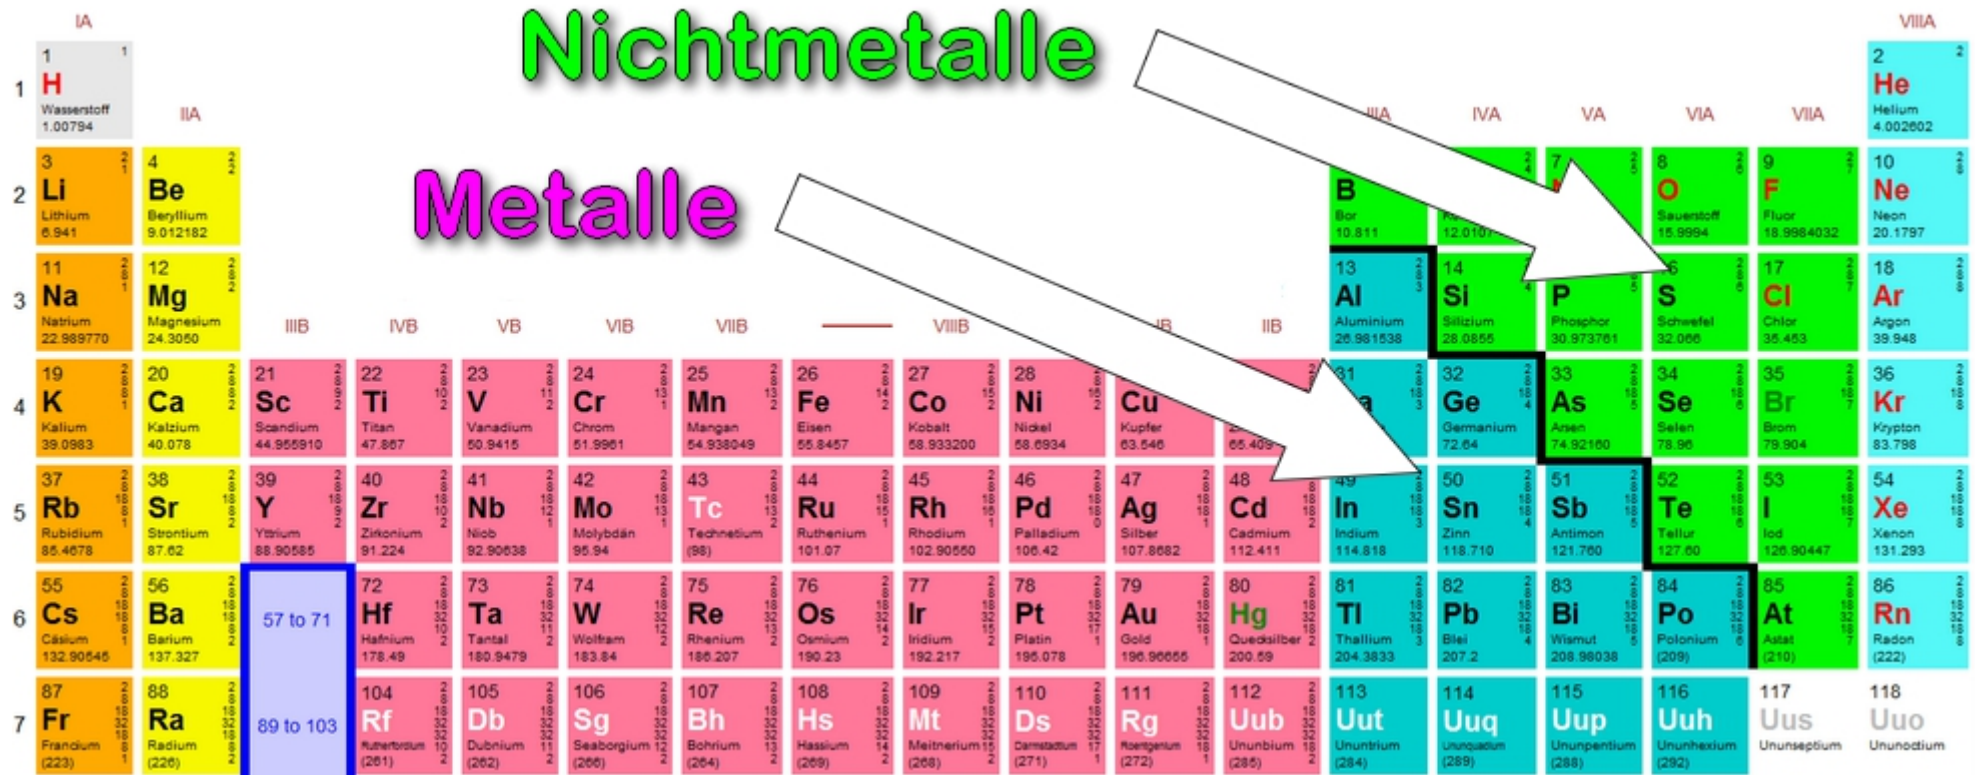 IA
Nichtmetalle
VIIIA
1 H Wasserstoff 1.00794
2 He Helium 4.002602
1
IIA
IVA VA VIA VIIA
Metalle
2
3 Li Lithium 6.941
4 Be Beryllium 9.012182
B Bor 10.811
7
8 O Sauerstoff 15.9994
9 F Fluor 18.9984032
10 Ne Neon 20.1797
3
11 Na Natrium 22.989770
12 Mg Magnesium 24.3050
13 Al Aluminium 26.981538
14 Si Silizium 28.0855
P Phosphor 30.973761
S Schwefel 32.066
17 Cl Chlor 35.453
18 Ar Argon 39.948
IIIB IVB VB VIB VIIB VIIIB IB IIB
4
19 K Kalium 39.0983
20 Ca Kalzium 40.078
21 Sc Scandium 44.955910
22 Ti Titan 47.867
23 V Vanadium 50.9415
24 Cr Chrom 51.9961
25 Mn Mangan 54.938049
26 Fe Eisen 55.8457
27 Co Kobalt 58.933200
28 Ni Nickel 58.6934
Cu Kupfer 63.546
65.409
31
32 Ge Germanium 72.64
33 As Arsen 74.92160
34 Se Selen 78.96
35 Br Brom 79.904
36 Kr Krypton 83.798
5
37 Rb Rubidium 85.4678
38 Sr Strontium 87.62
39 Y Yttrium 88.90585
40 Zr Zirkonium 91.224
41 Nb Niob 92.90638
42 Mo Molybdän 95.94
43 Tc Technetium (98)
44 Ru Ruthenium 101.07
45 Rh Rhodium 102.90550
46 Pd Palladium 106.42
47 Ag Silber 107.8682
48 Cd Cadmium 112.411
49 In Indium 114.818
50 Sn Zinn 118.710
51 Sb Antimon 121.760
52 Te Tellur 127.60
53 I Iod 126.90447
54 Xe Xenon 131.293
6
55 Cs Cäsium 132.90545
56 Ba Barium 137.327
57 to 71
72 Hf Hafnium 178.49
73 Ta Tantal 180.9479
74 W Wolfram 183.84
75 Re Rhenium 186.207
76 Os Osmium 190.23
77 Ir Iridium 192.217
78 Pt Platin 195.078
79 Au Gold 196.96655
80 Hg Quecksilber 200.59
81 Tl Thallium 204.3833
82 Pb Blei 207.2
83 Bi Wismut 208.98038
84 Po Polonium (209)
85 At Astat (210)
86 Rn Radon (222)
7
87 Fr Francium (223)
88 Ra Radium (226)
89 to 103
104 Rf Rutherfordium (261)
105 Db Dubnium (262)
106 Sg Seaborgium (266)
107 Bh Bohrium (264)
108 Hs Hassium (269)
109 Mt Meitnerium (268)
110 Ds Darmstadtium (271)
111 Rg Roentgenium (272)
112 Uub Ununbium (285)
113 Uut Ununtrium (284)
114 Uuq Ununquadium (289)
115 Uup Ununpentium (288)
116 Uuh Ununhexium (292)
117 Uus Ununseptium
118 Uuo Ununoctium